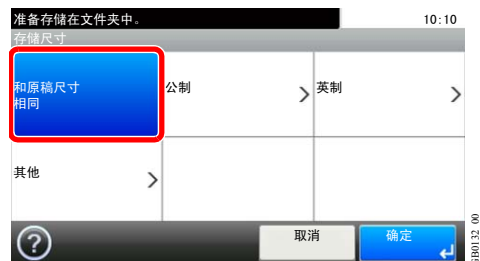 准备存储在文件夹中。 10:10
存储尺寸
和原稿尺寸
相同
公制
英制
其他
取消
确定
GB0132_00